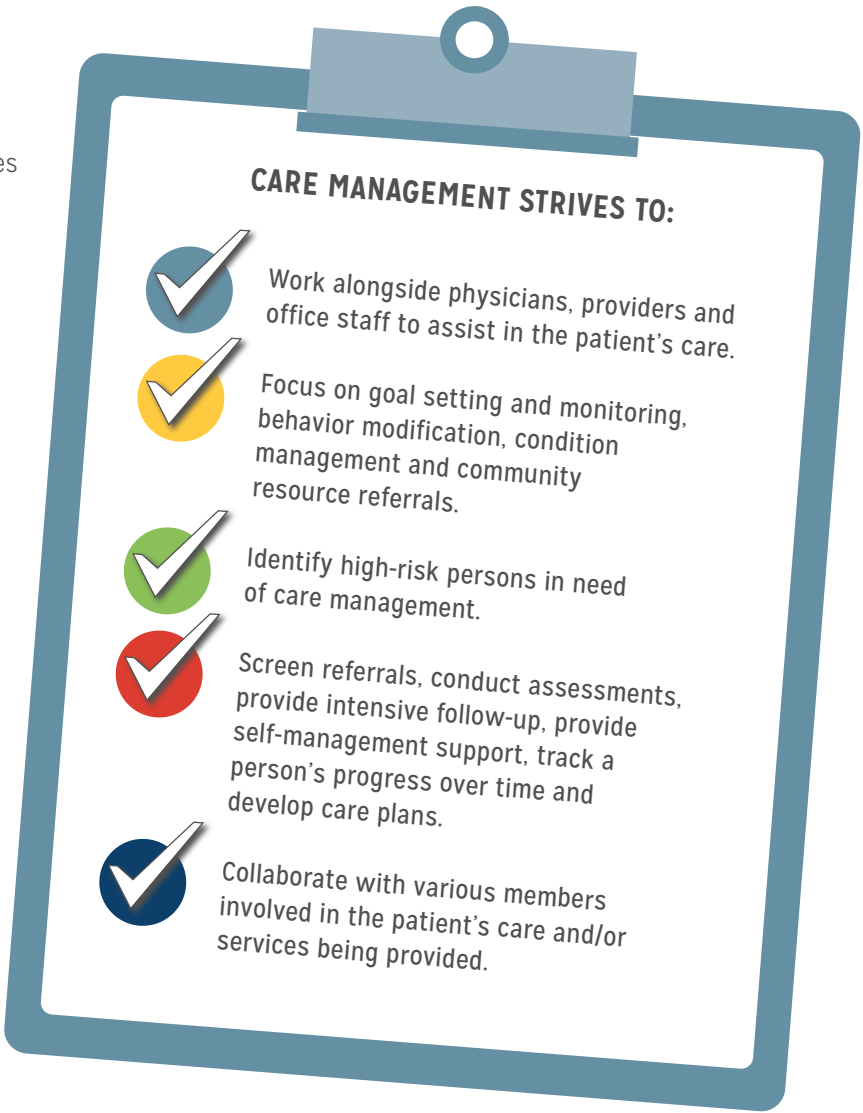 es
CARE MANAGEMENT STRIVES TO:
Work alongside physicians, providers and
office staff to assist in the patient's care.
Focus on goal setting and monitoring,
behavior modification, condition
management and community
resource referrals.
Identify high-risk persons in need
of care management.
Screen referrals, conduct assessments,
provide intensive follow-up, provide
self-management support, track a
person's progress over time and
develop care plans.
Collaborate with various members
involved in the patient's care and/or
services being provided.